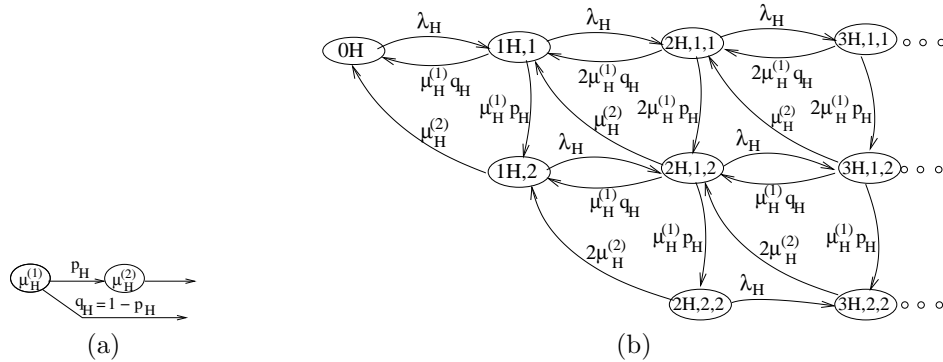 λ_H λ_H λ_H
0H 1H,1 2H,1,1 3H,1,1
μ_H^(1) q_H 2μ_H^(1) q_H 2μ_H^(1) q_H
μ_H^(2) μ_H^(1) p_H μ_H^(2) 2μ_H^(1) p_H μ_H^(2) 2μ_H^(1) p_H
λ_H λ_H
1H,2 2H,1,2 3H,1,2
μ_H^(1) q_H μ_H^(1) q_H
2μ_H^(2) μ_H^(1) p_H 2μ_H^(2) μ_H^(1) p_H
λ_H
2H,2,2 3H,2,2
p_H
μ_H^(1) μ_H^(2)
q_H = 1 − p_H
(a) (b)